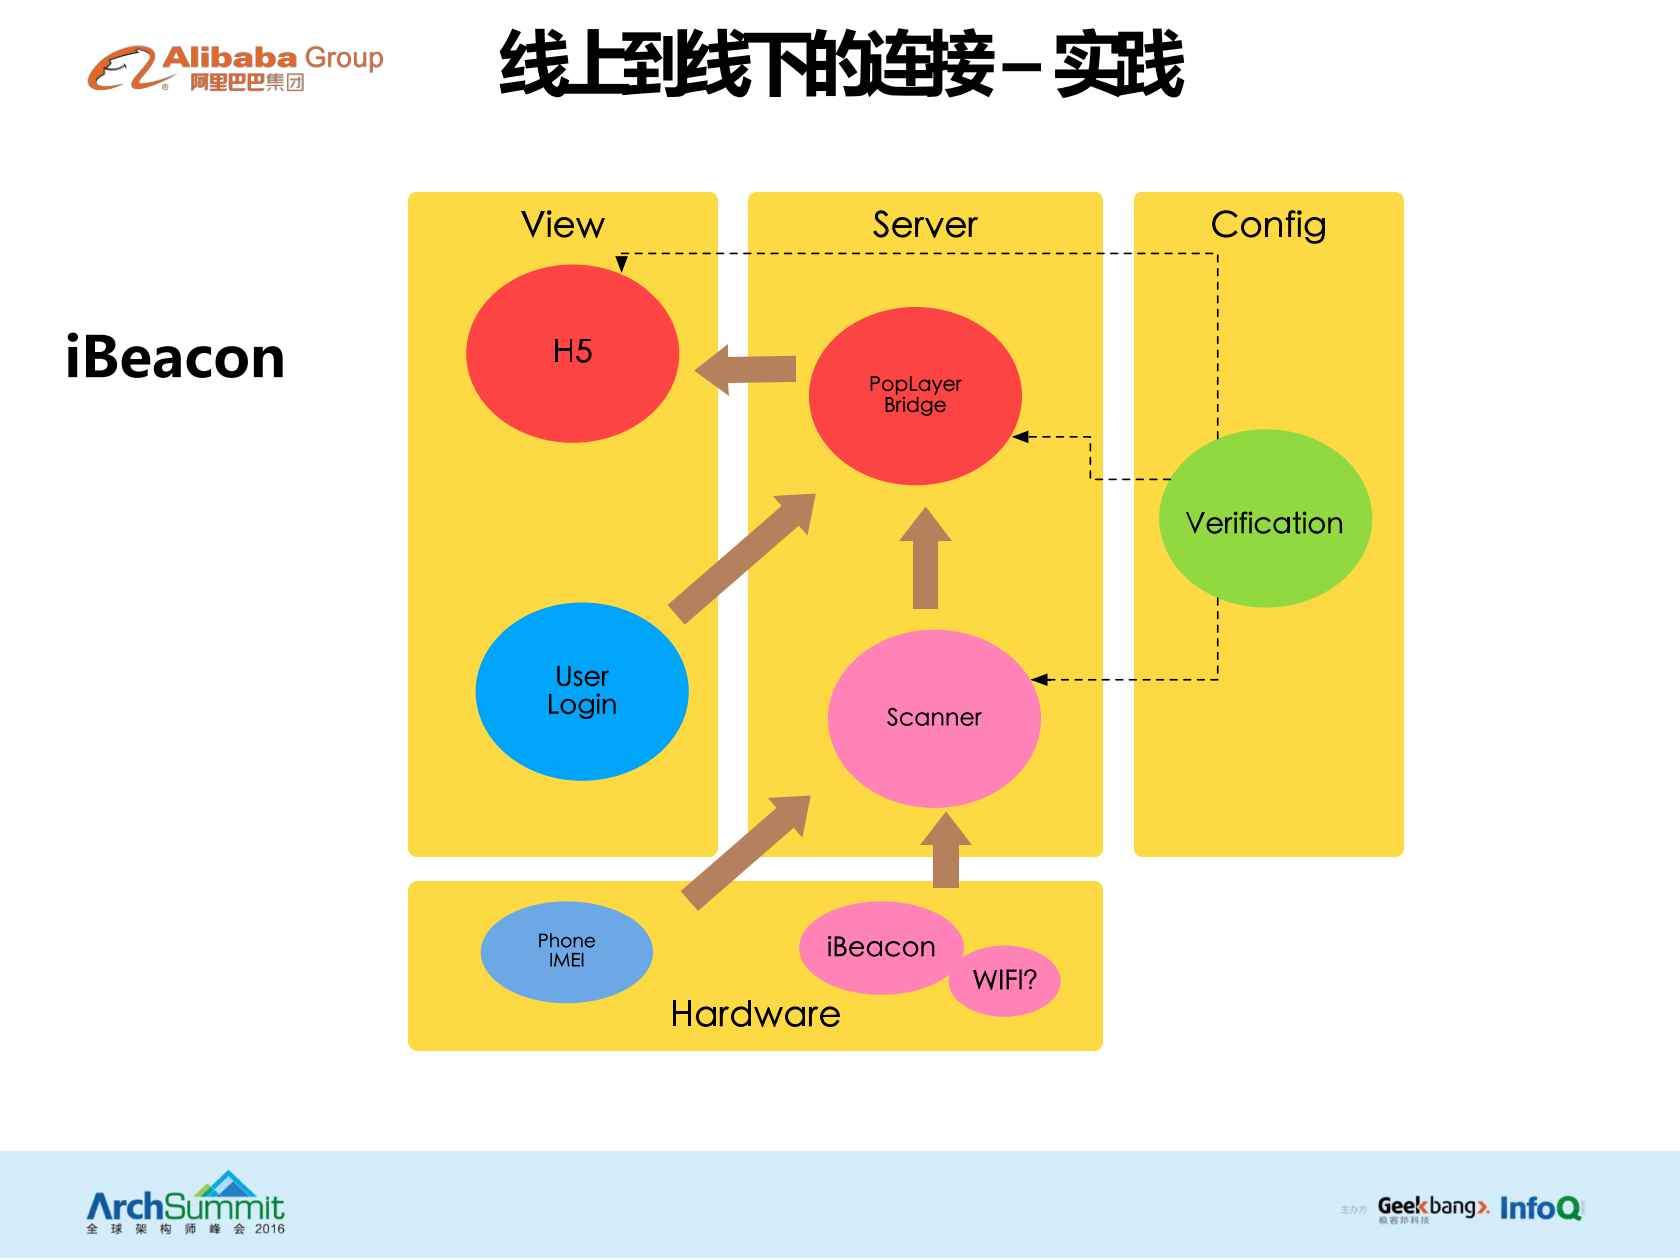 Alibaba Group
阿里巴巴集团
线上到线下的连接 – 实践
iBeacon
View
Server
Config
H5
PopLayer
Bridge
Verification
User
Login
Scanner
Phone
IMEI
iBeacon
WIFI?
Hardware
ArchSummit
全球架构师峰会 2016
主办方
Geekbang>.
极客邦科技
InfoQ